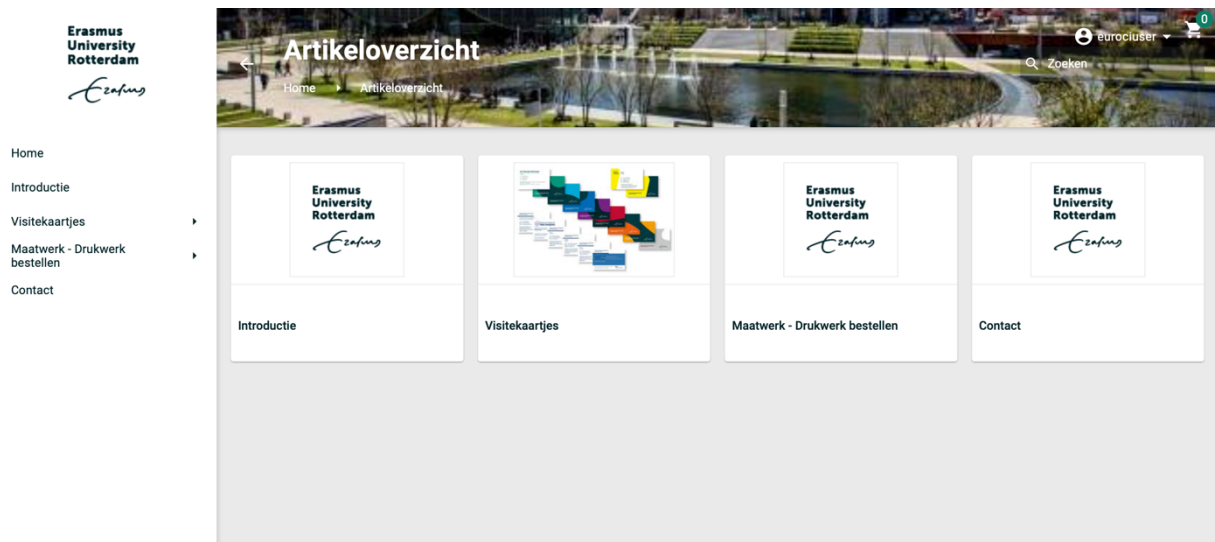 Erasmus
University
Rotterdam
Erafus
Home
Introductie
Visitekaartjes
Maatwerk - Drukwerk
bestellen
Contact
Artikeloverzicht
Home
Artikeloverzicht
eurociuser
0
Zoeken
Erasmus
University
Rotterdam
Introductie
Visitekaartjes
Erasmus
University
Rotterdam
Maatwerk - Drukwerk bestellen
Erasmus
University
Rotterdam
Contact